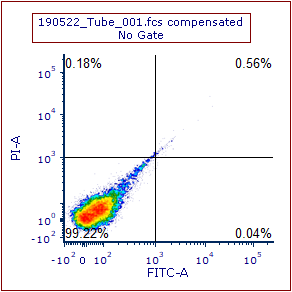 190522_Tube_001.fcs compensated
No Gate
0.18% 0.56%
10^5
10^4
PI-A
10^3
10^0
-10^2
99.22% 0.04%
-10^2 0 10^2 10^3 10^4 10^5
FITC-A